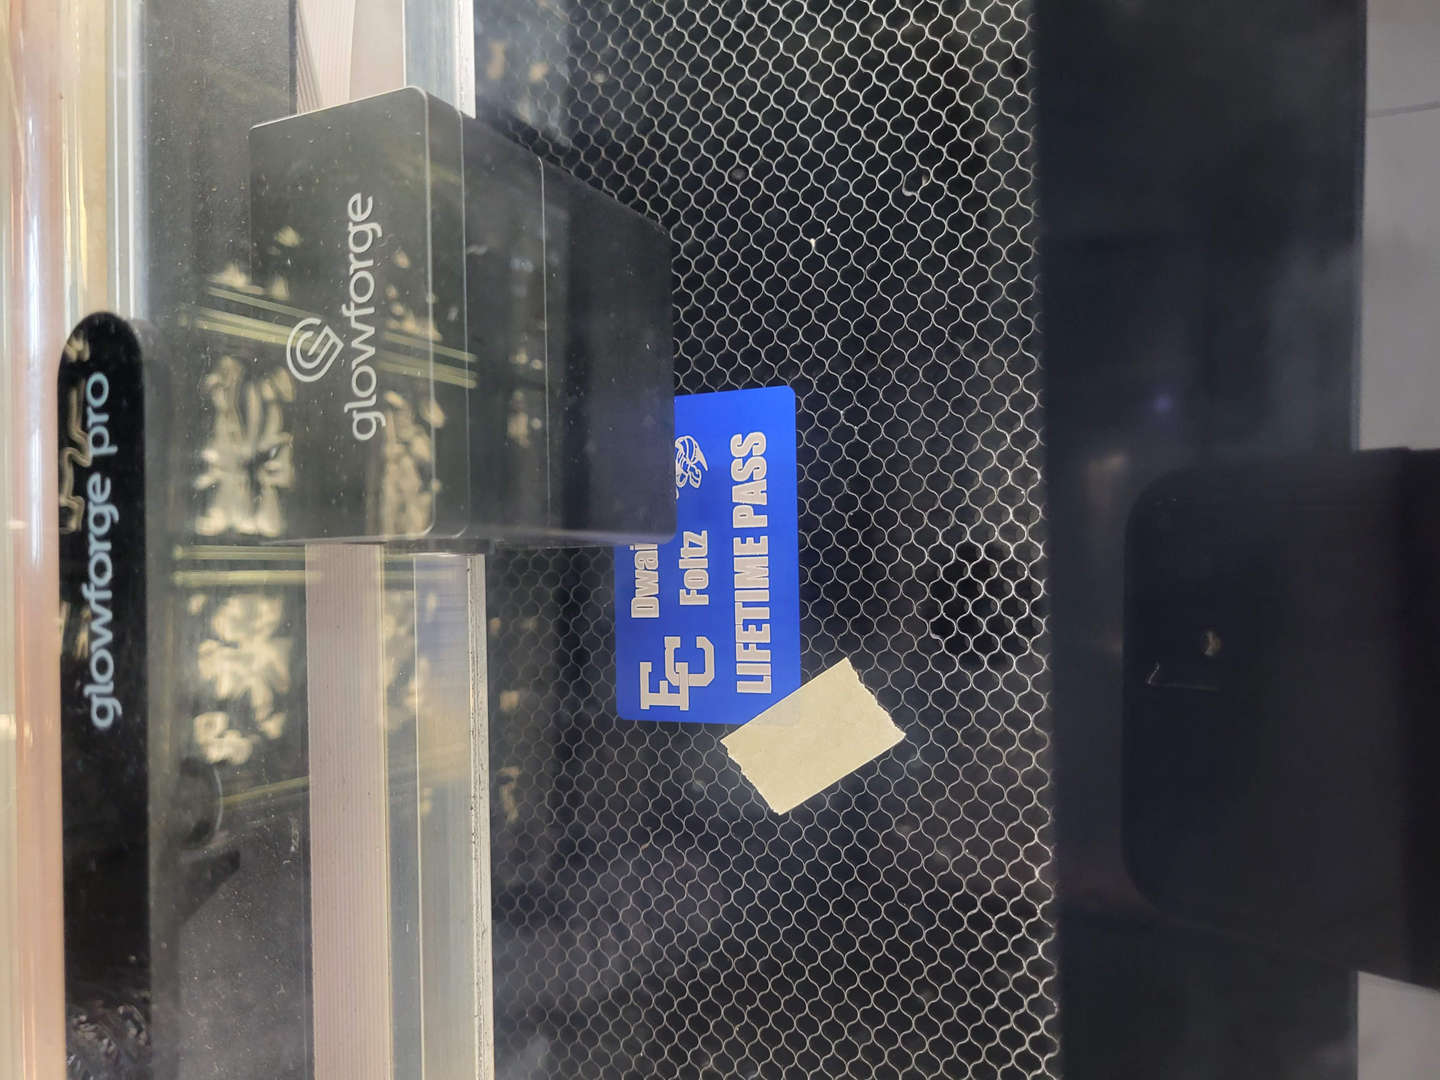 glowforge pro
glowforge
EC
Dwai
Foltz
LIFETIME PASS